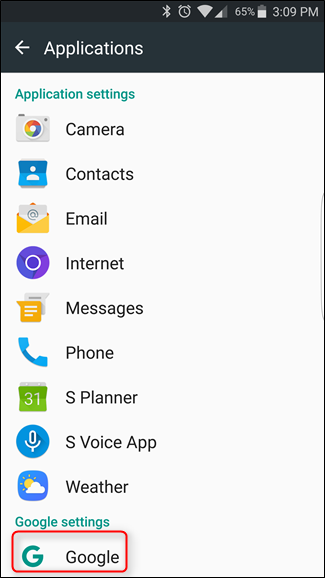 65% 3:09 PM
Applications
Application settings
Camera
Contacts
Email
Internet
Messages
Phone
31 S Planner
S Voice App
Weather
Google settings
G Google